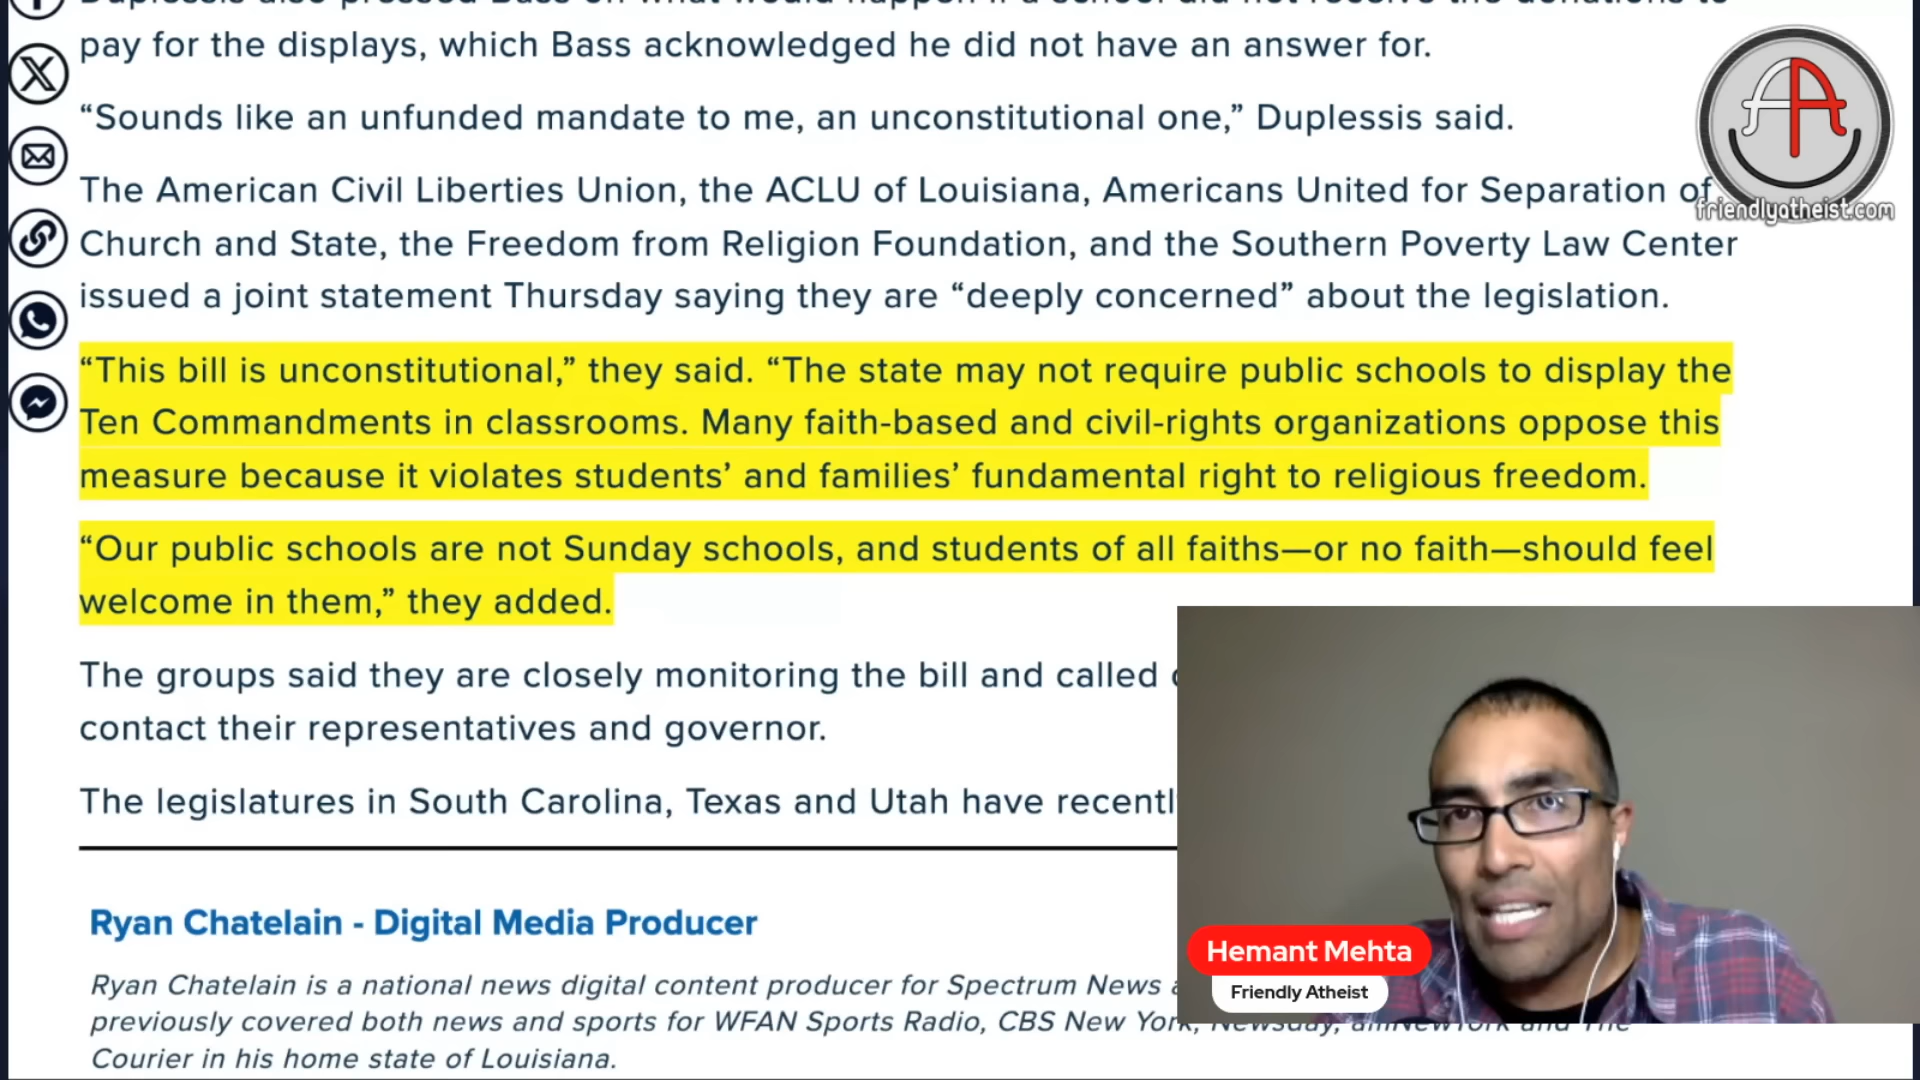 pay for the displays, which Bass acknowledged he did not have an answer for.
“Sounds like an unfunded mandate to me, an unconstitutional one,” Duplessis said.
The American Civil Liberties Union, the ACLU of Louisiana, Americans United for Separation of
Church and State, the Freedom from Religion Foundation, and the Southern Poverty Law Center
issued a joint statement Thursday saying they are “deeply concerned” about the legislation.
“This bill is unconstitutional,” they said. “The state may not require public schools to display the
Ten Commandments in classrooms. Many faith-based and civil-rights organizations oppose this
measure because it violates students’ and families’ fundamental right to religious freedom.
“Our public schools are not Sunday schools, and students of all faiths—or no faith—should feel
welcome in them,” they added.
The groups said they are closely monitoring the bill and called
contact their representatives and governor.
The legislatures in South Carolina, Texas and Utah have
Ryan Chatelain - Digital Media Producer
Ryan Chatelain is a national news digital content producer for Spectrum News
previously covered both news and sports for WFAN Sports Radio, CBS New York, Newsday, amNewYork and The
Courier in his home state of Louisiana.
friendlyatheist.com
Hemant Mehta
Friendly Atheist